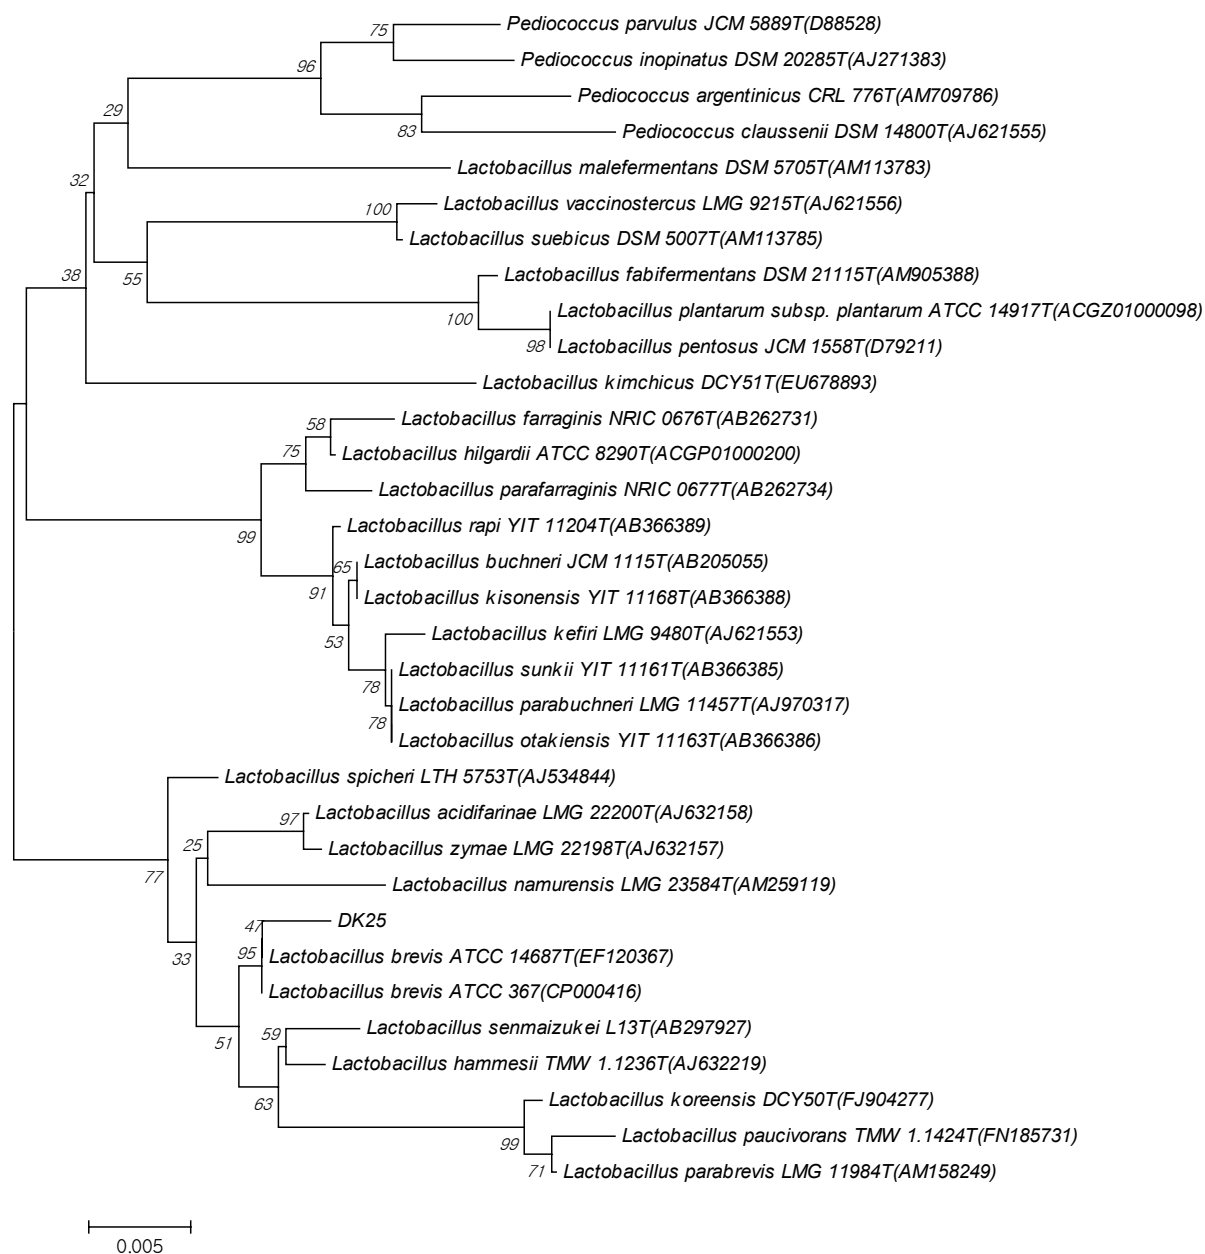 Pediococcus parvulus JCM 5889T(D88528)
75
Pediococcus inopinatus DSM 20285T(AJ271383)
96
Pediococcus argentinicus CRL 776T(AM709786)
29
83
Pediococcus claussenii DSM 14800T(AJ621555)
Lactobacillus malefermentans DSM 5705T(AM113783)
32
Lactobacillus vaccinostercus LMG 9215T(AJ621556)
100
Lactobacillus suebicus DSM 5007T(AM113785)
38
55
Lactobacillus fabifermentans DSM 21115T(AM905388)
Lactobacillus plantarum subsp. plantarum ATCC 14917T(ACGZ01000098)
100
98
Lactobacillus pentosus JCM 1558T(D79211)
Lactobacillus kimchicus DCY51T(EU678893)
Lactobacillus farraginis NRIC 0676T(AB262731)
58
Lactobacillus hilgardii ATCC 8290T(ACGP01000200)
75
Lactobacillus parafarraginis NRIC 0677T(AB262734)
Lactobacillus rapi YIT 11204T(AB366389)
99
Lactobacillus buchneri JCM 1115T(AB205055)
65
91
Lactobacillus kisonensis YIT 11168T(AB366388)
Lactobacillus kefiri LMG 9480T(AJ621553)
53
Lactobacillus sunkii YIT 11161T(AB366385)
78
Lactobacillus parabuchneri LMG 11457T(AJ970317)
78
Lactobacillus otakiensis YIT 11163T(AB366386)
Lactobacillus spicheri LTH 5753T(AJ534844)
Lactobacillus acidifarinae LMG 22200T(AJ632158)
97
25
Lactobacillus zymae LMG 22198T(AJ632157)
77
Lactobacillus namurensis LMG 23584T(AM259119)
DK25
47
Lactobacillus brevis ATCC 14687T(EF120367)
95
33
Lactobacillus brevis ATCC 367(CP000416)
Lactobacillus senmaizukei L13T(AB297927)
59
51
Lactobacillus hammesii TMW 1.1236T(AJ632219)
Lactobacillus koreensis DCY50T(FJ904277)
63
Lactobacillus paucivorans TMW 1.1424T(FN185731)
99
71
Lactobacillus parabrevis LMG 11984T(AM158249)
0.005